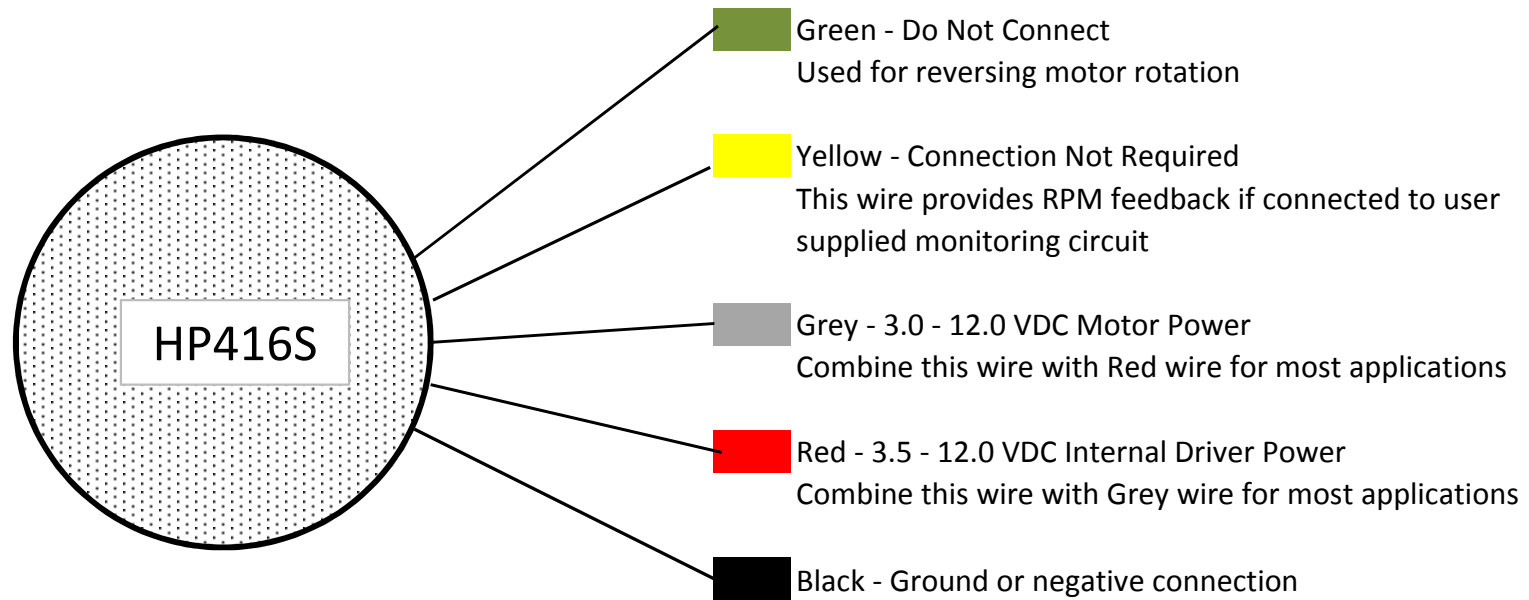 Green - Do Not Connect
Used for reversing motor rotation
Yellow - Connection Not Required
This wire provides RPM feedback if connected to user
supplied monitoring circuit
HP416S
Grey - 3.0 - 12.0 VDC Motor Power
Combine this wire with Red wire for most applications
Red - 3.5 - 12.0 VDC Internal Driver Power
Combine this wire with Grey wire for most applications
Black - Ground or negative connection